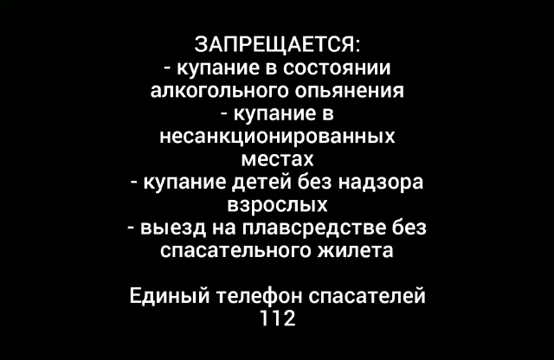 ЗАПРЕЩАЕТСЯ:
- купание в состоянии
алкогольного опьянения
- купание в
несанкционированных
местах
- купание детей без надзора
взрослых
- выезд на плавсредстве без
спасательного жилета
Единый телефон спасателей
112